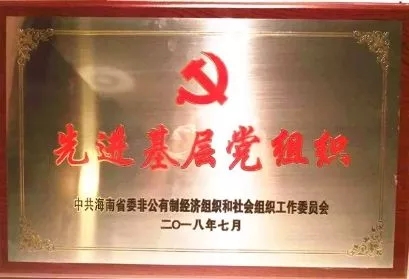 先进基层党组织
中共海南省委非公有制经济组织和社会组织工作委员会
二〇一八年七月